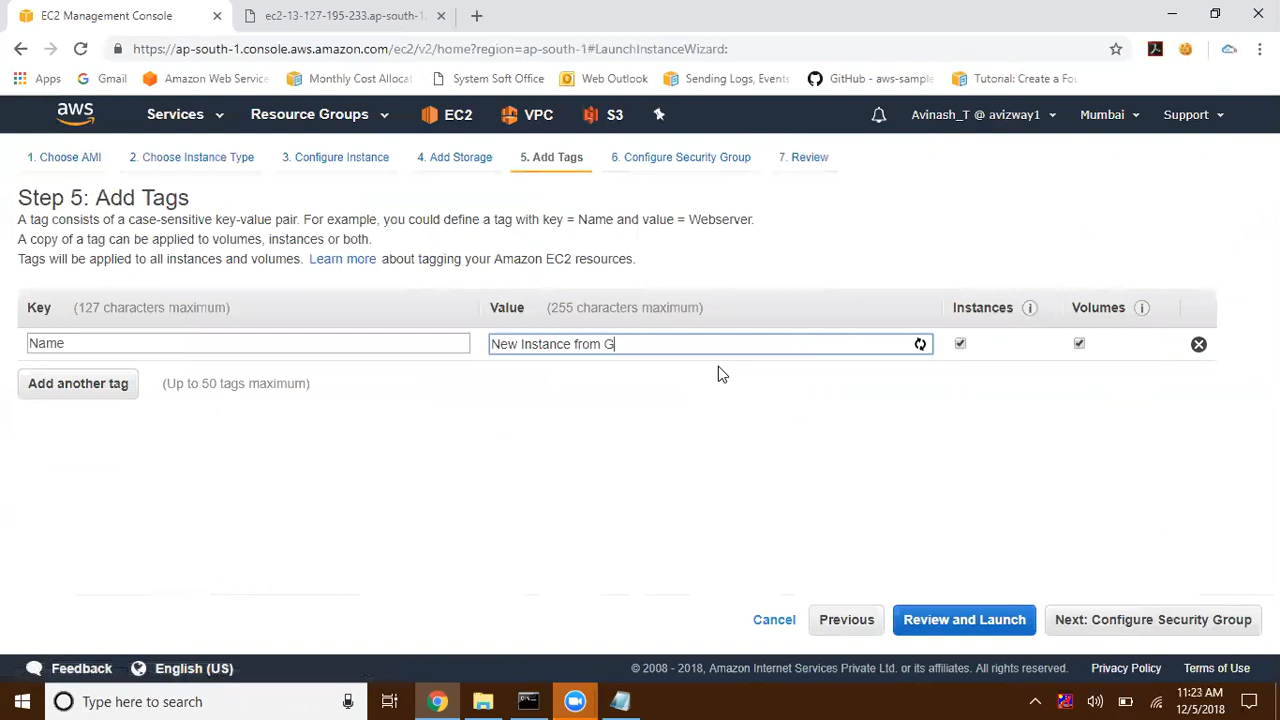 EC2 Management Console
ec2-13-127-195-233.ap-south-1.
https://ap-south-1.console.aws.amazon.com/ec2/v2/home?region=ap-south-1#LaunchInstanceWizard:
Apps Gmail Amazon Web Service Monthly Cost Allocat System Soft Office Web Outlook Sending Logs, Events GitHub - aws-sample Tutorial: Create a Fou
aws Services Resource Groups EC2 VPC S3 Avinash_T @ avizway1 Mumbai Support
1. Choose AMI 2. Choose Instance Type 3. Configure Instance 4. Add Storage 5. Add Tags 6. Configure Security Group 7. Review
Step 5: Add Tags
A tag consists of a case-sensitive key-value pair. For example, you could define a tag with key = Name and value = Webserver.
A copy of a tag can be applied to volumes, instances or both.
Tags will be applied to all instances and volumes. Learn more about tagging your Amazon EC2 resources.
Key (127 characters maximum) Value (255 characters maximum) Instances i Volumes i
Name New Instance from G
Add another tag (Up to 50 tags maximum)
Cancel Previous Review and Launch Next: Configure Security Group
Feedback English (US) © 2008 - 2018, Amazon Internet Services Private Ltd. or its affiliates. All rights reserved. Privacy Policy Terms of Use
Type here to search
11:23 AM
12/5/2018